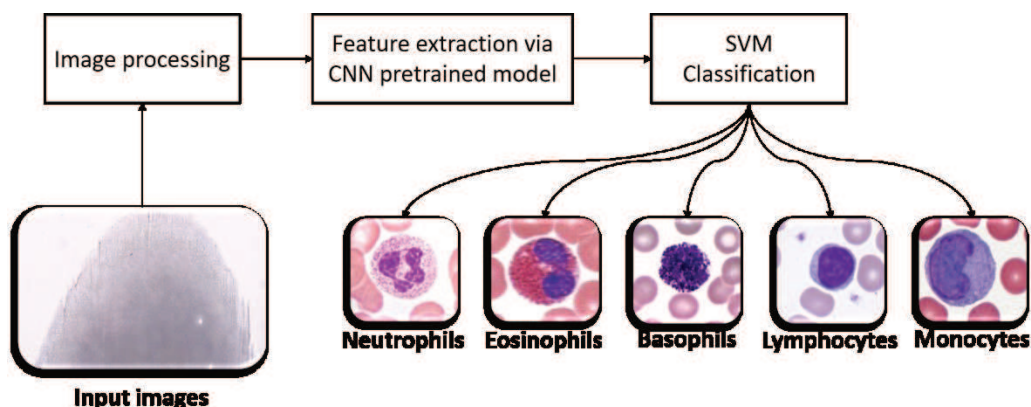 Image processing
Feature extraction via
CNN pretrained model
SVM
Classification
Neutrophils
Eosinophils
Basophils
Lymphocytes
Monocytes
Input images